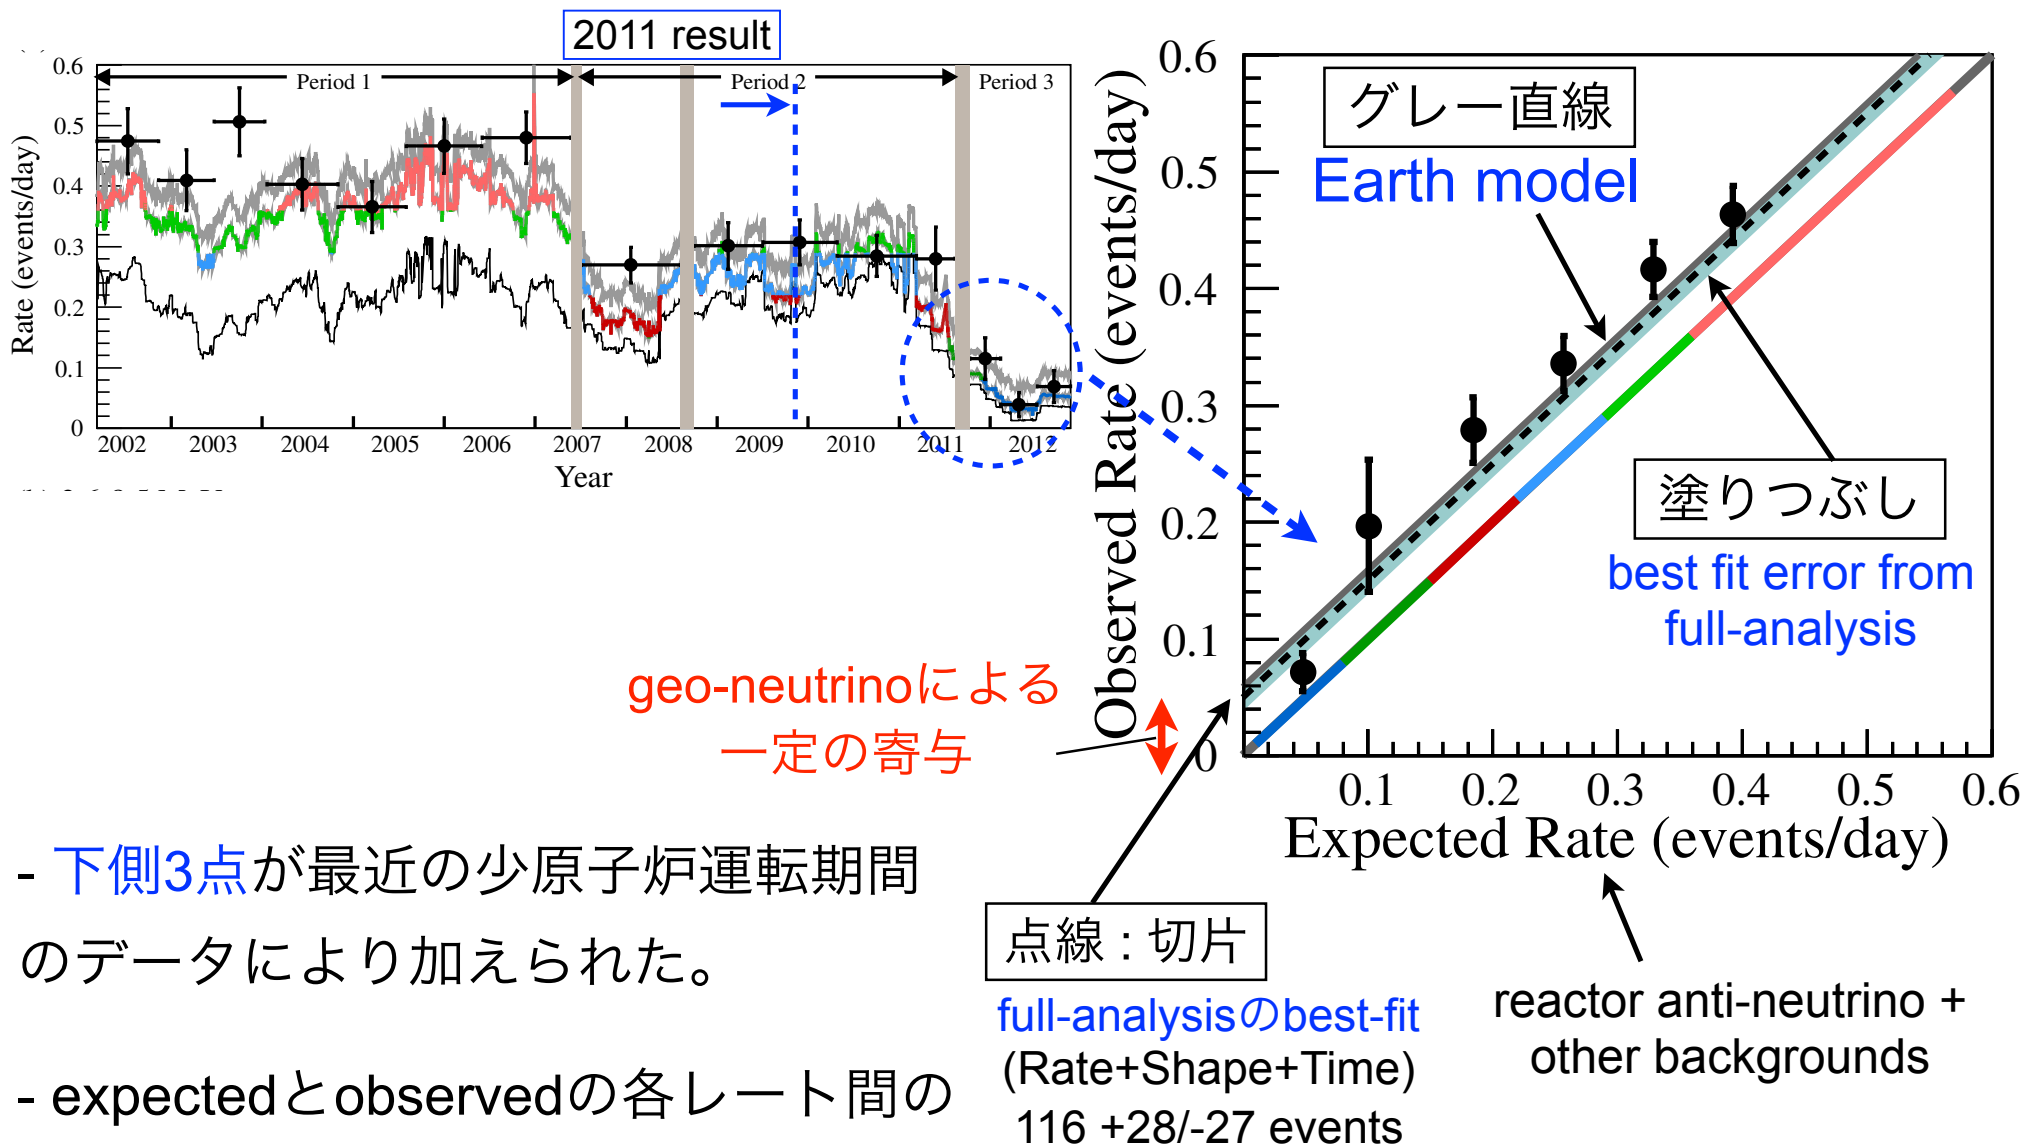 2011 result
Period 1
Period 2
Period 3
0.6
0.5
0.4
0.3
0.2
0.1
0
Rate (events/day)
2002 2003 2004 2005 2006 2007 2008 2009 2010 2011 2012
Year
0.6
0.5
0.4
0.3
0.2
0.1
0
Observed Rate (events/day)
グレー直線
Earth model
塗りつぶし
best fit error from
full-analysis
geo-neutrinoによる
一定の寄与
0.1 0.2 0.3 0.4 0.5 0.6
Expected Rate (events/day)
- 下側3点が最近の少原子炉運転期間
のデータにより加えられた。
- expectedとobservedの各レート間の
点線 : 切片
full-analysisのbest-fit
(Rate+Shape+Time)
116 +28/-27 events
reactor anti-neutrino +
other backgrounds